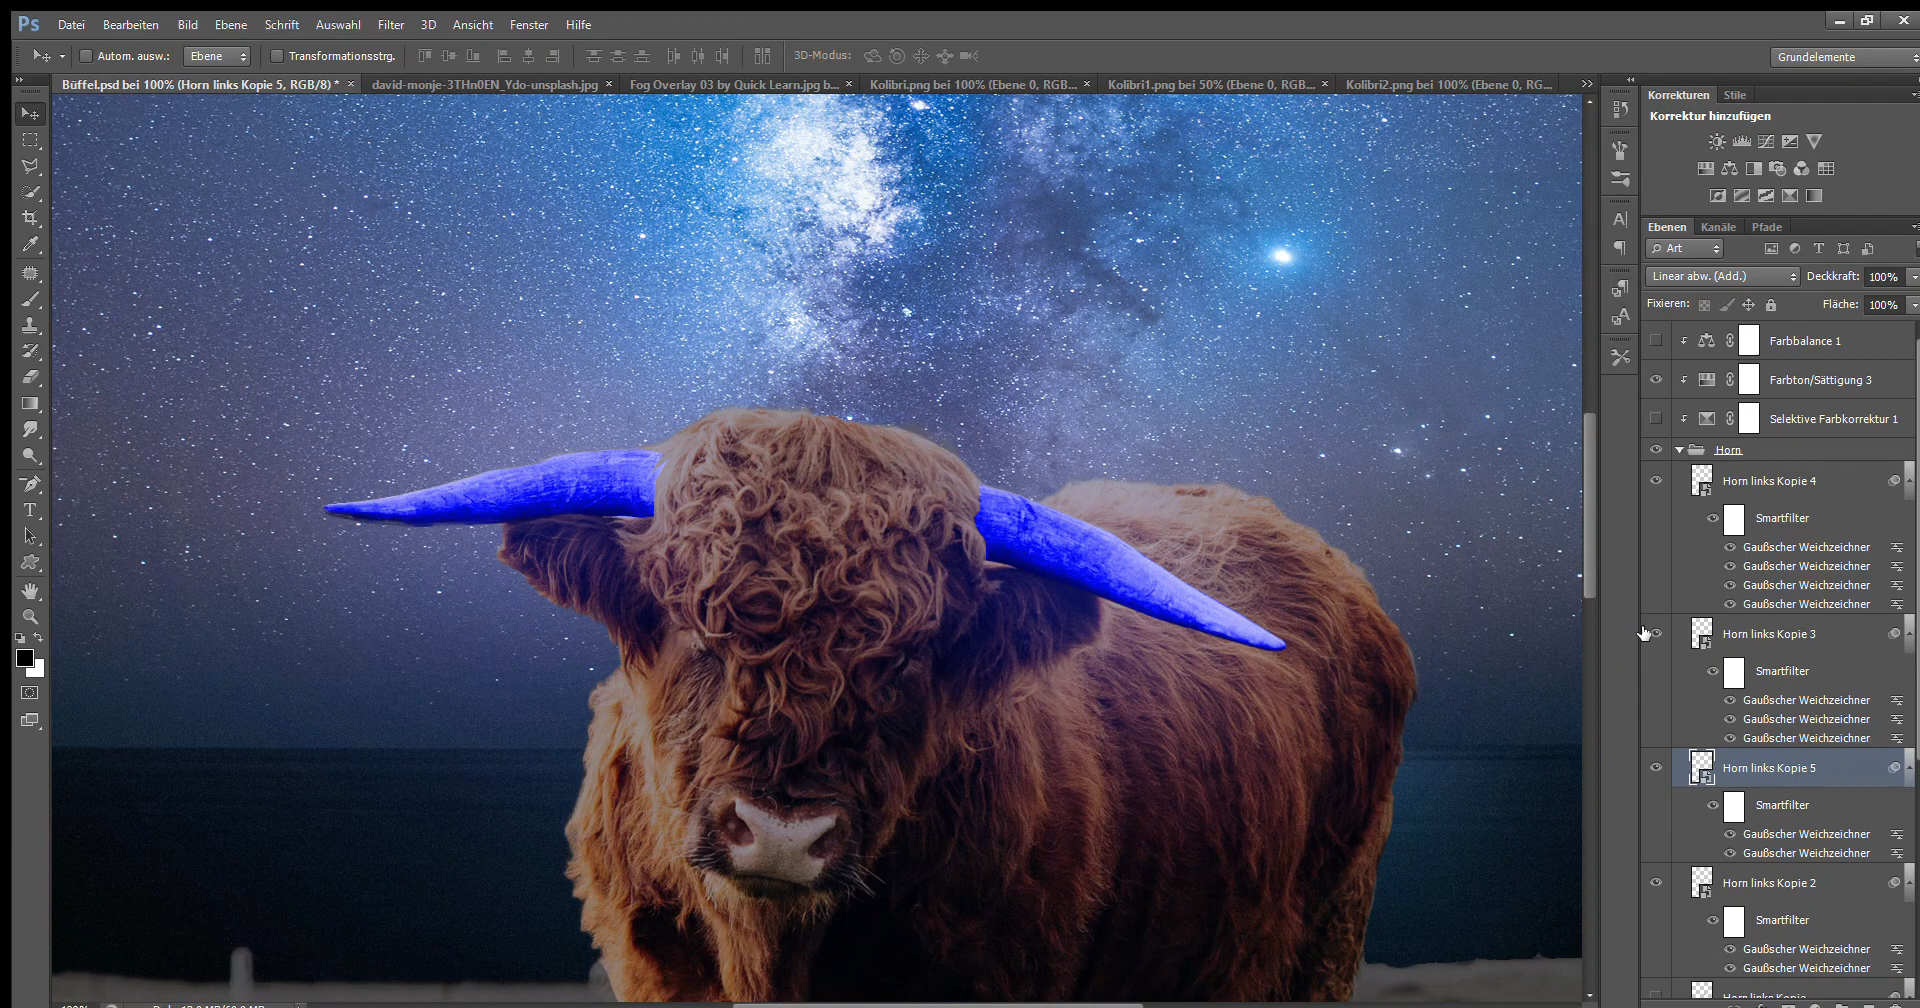 Ps Datei Bearbeiten Bild Ebene Schrift Auswahl Filter 3D Ansicht Fenster Hilfe
Autom. ausw.: Ebene Transformationsstrg. 3D-Modus: Grundelemente
Büffel.psd bei 100% (Horn links Kopie 5, RGB/8) * × david-monje-3THn0EN_Ydo-unsplash.jpg × Fog Overlay 03 by Quick Learn.jpg b... × Kolibri.png bei 100% (Ebene 0, RGB... × Kolibri1.png bei 50% (Ebene 0, RGB... × Kolibri2.png bei 100% (Ebene 0, RG...
Korrekturen Stile
Korrektur hinzufügen
Ebenen Kanäle Pfade
Art
Linear abw. (Add.) Deckkraft: 100%
Fixieren: Fläche: 100%
Farbbalance 1
Farbton/Sättigung 3
Selektive Farbkorrektur 1
Horn
Horn links Kopie 4
Smartfilter
Gaußscher Weichzeichner
Gaußscher Weichzeichner
Gaußscher Weichzeichner
Gaußscher Weichzeichner
Horn links Kopie 3
Smartfilter
Gaußscher Weichzeichner
Gaußscher Weichzeichner
Gaußscher Weichzeichner
Horn links Kopie 5
Smartfilter
Gaußscher Weichzeichner
Gaußscher Weichzeichner
Horn links Kopie 2
Smartfilter
Gaußscher Weichzeichner
Gaußscher Weichzeichner
Horn links Kopie